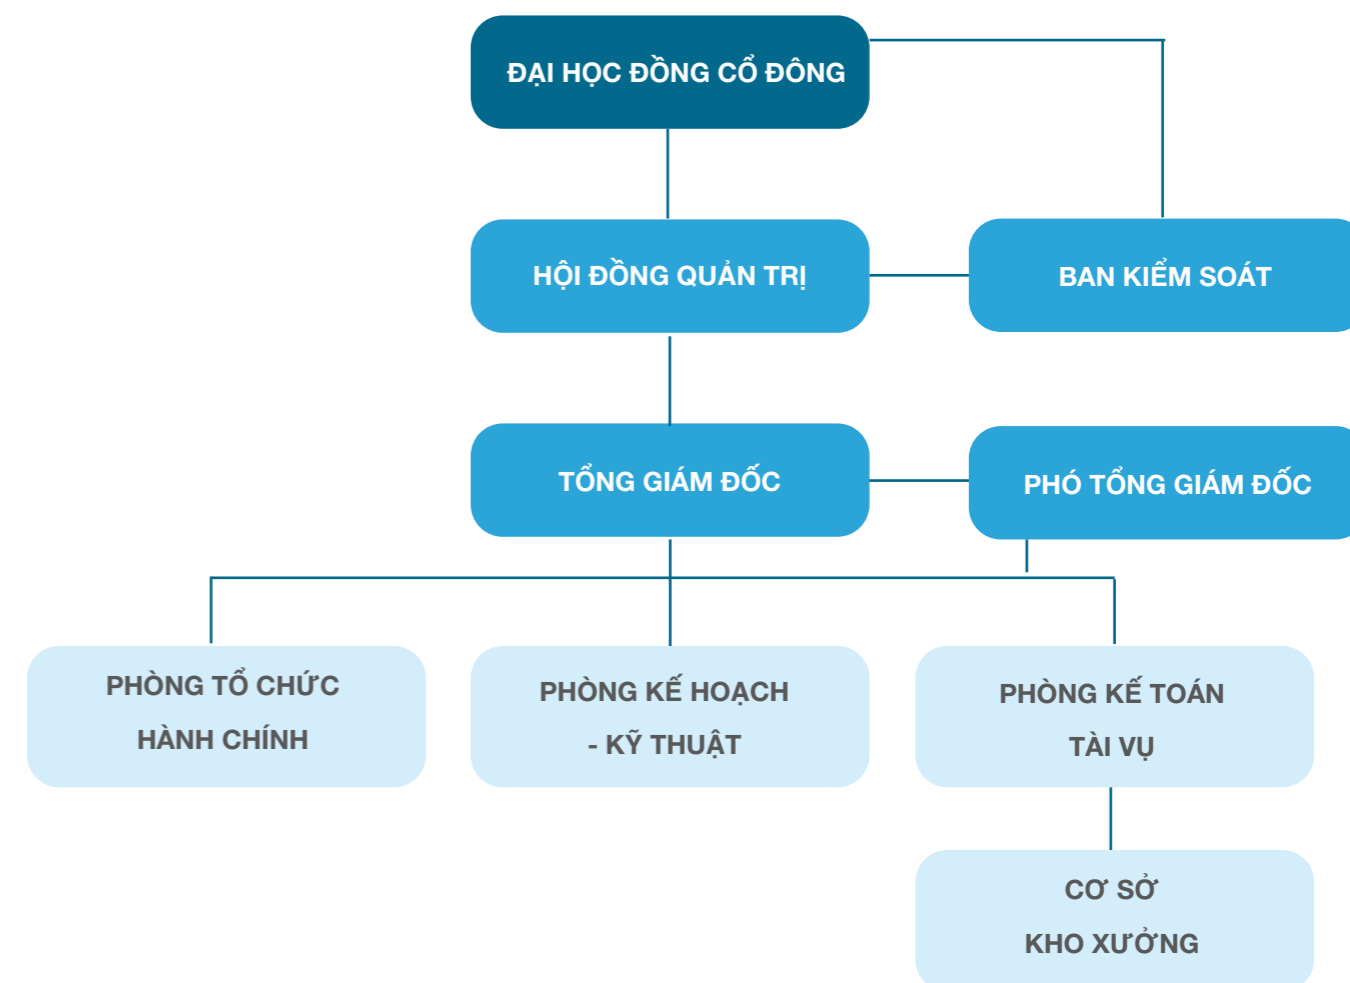 ĐẠI HỌC ĐỒNG CỔ ĐÔNG
HỘI ĐỒNG QUẢN TRỊ
BAN KIỂM SOÁT
TỔNG GIÁM ĐỐC
PHÓ TỔNG GIÁM ĐỐC
PHÒNG TỔ CHỨC
HÀNH CHÍNH
PHÒNG KẾ HOẠCH
- KỸ THUẬT
PHÒNG KẾ TOÁN
TÀI VỤ
CƠ SỞ
KHO XƯỞNG